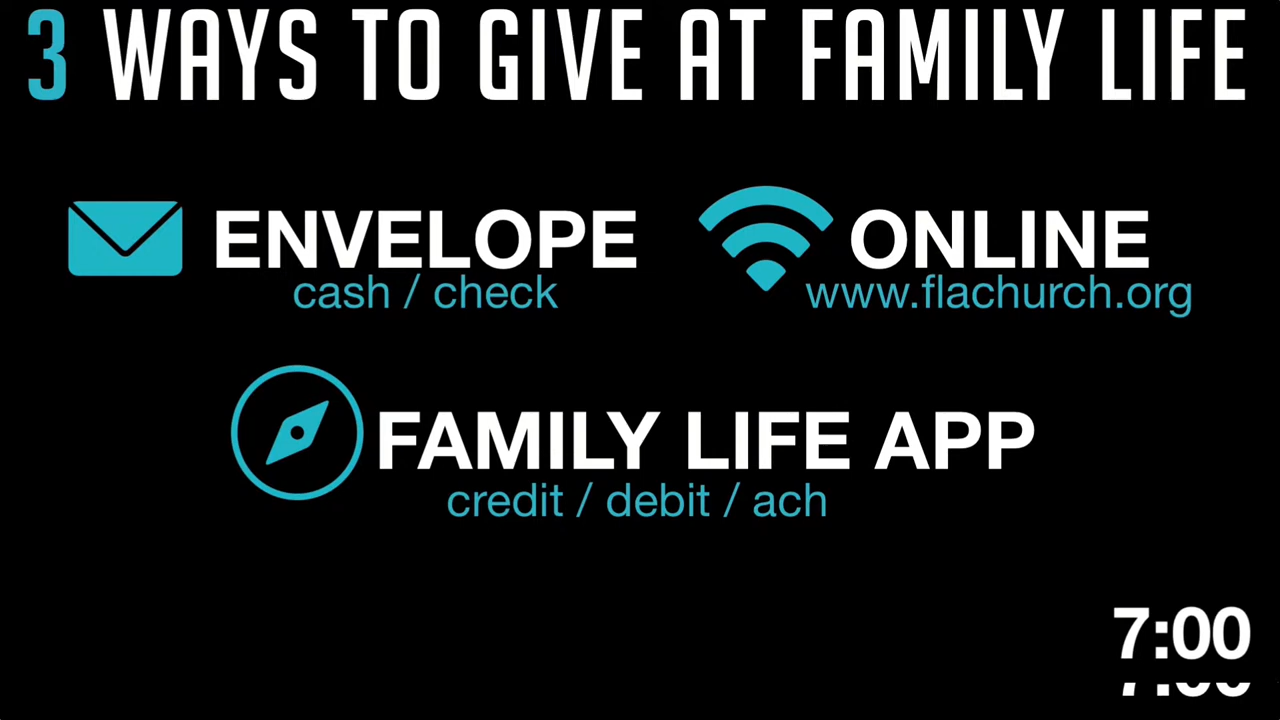 3 WAYS TO GIVE AT FAMILY LIFE
ENVELOPE
cash / check
ONLINE
www.flachurch.org
FAMILY LIFE APP
credit / debit / ach
7:00